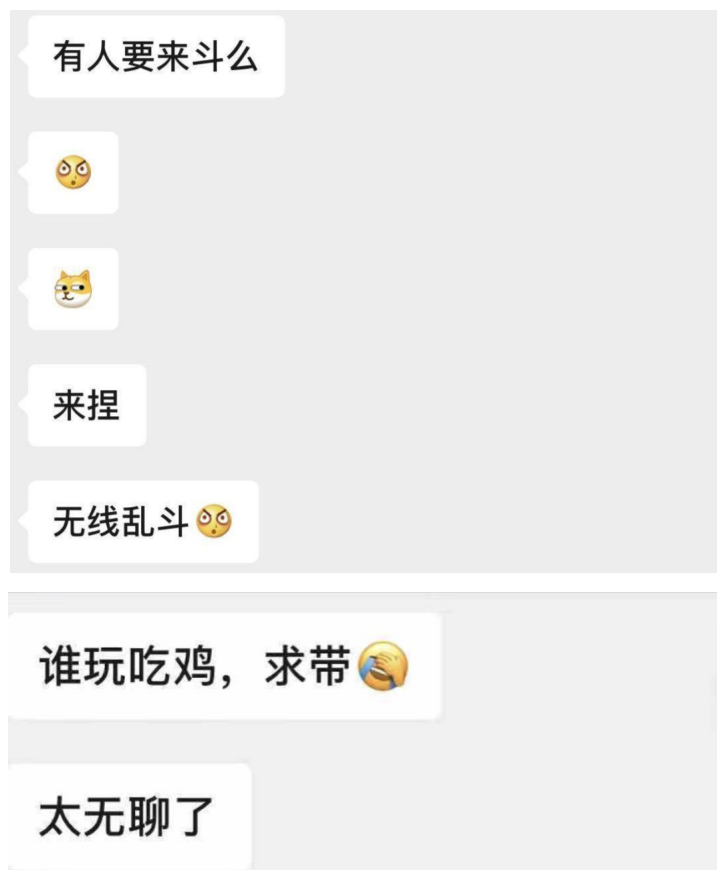 有人要来斗么
来捏
无线乱斗
谁玩吃鸡，求带
太无聊了